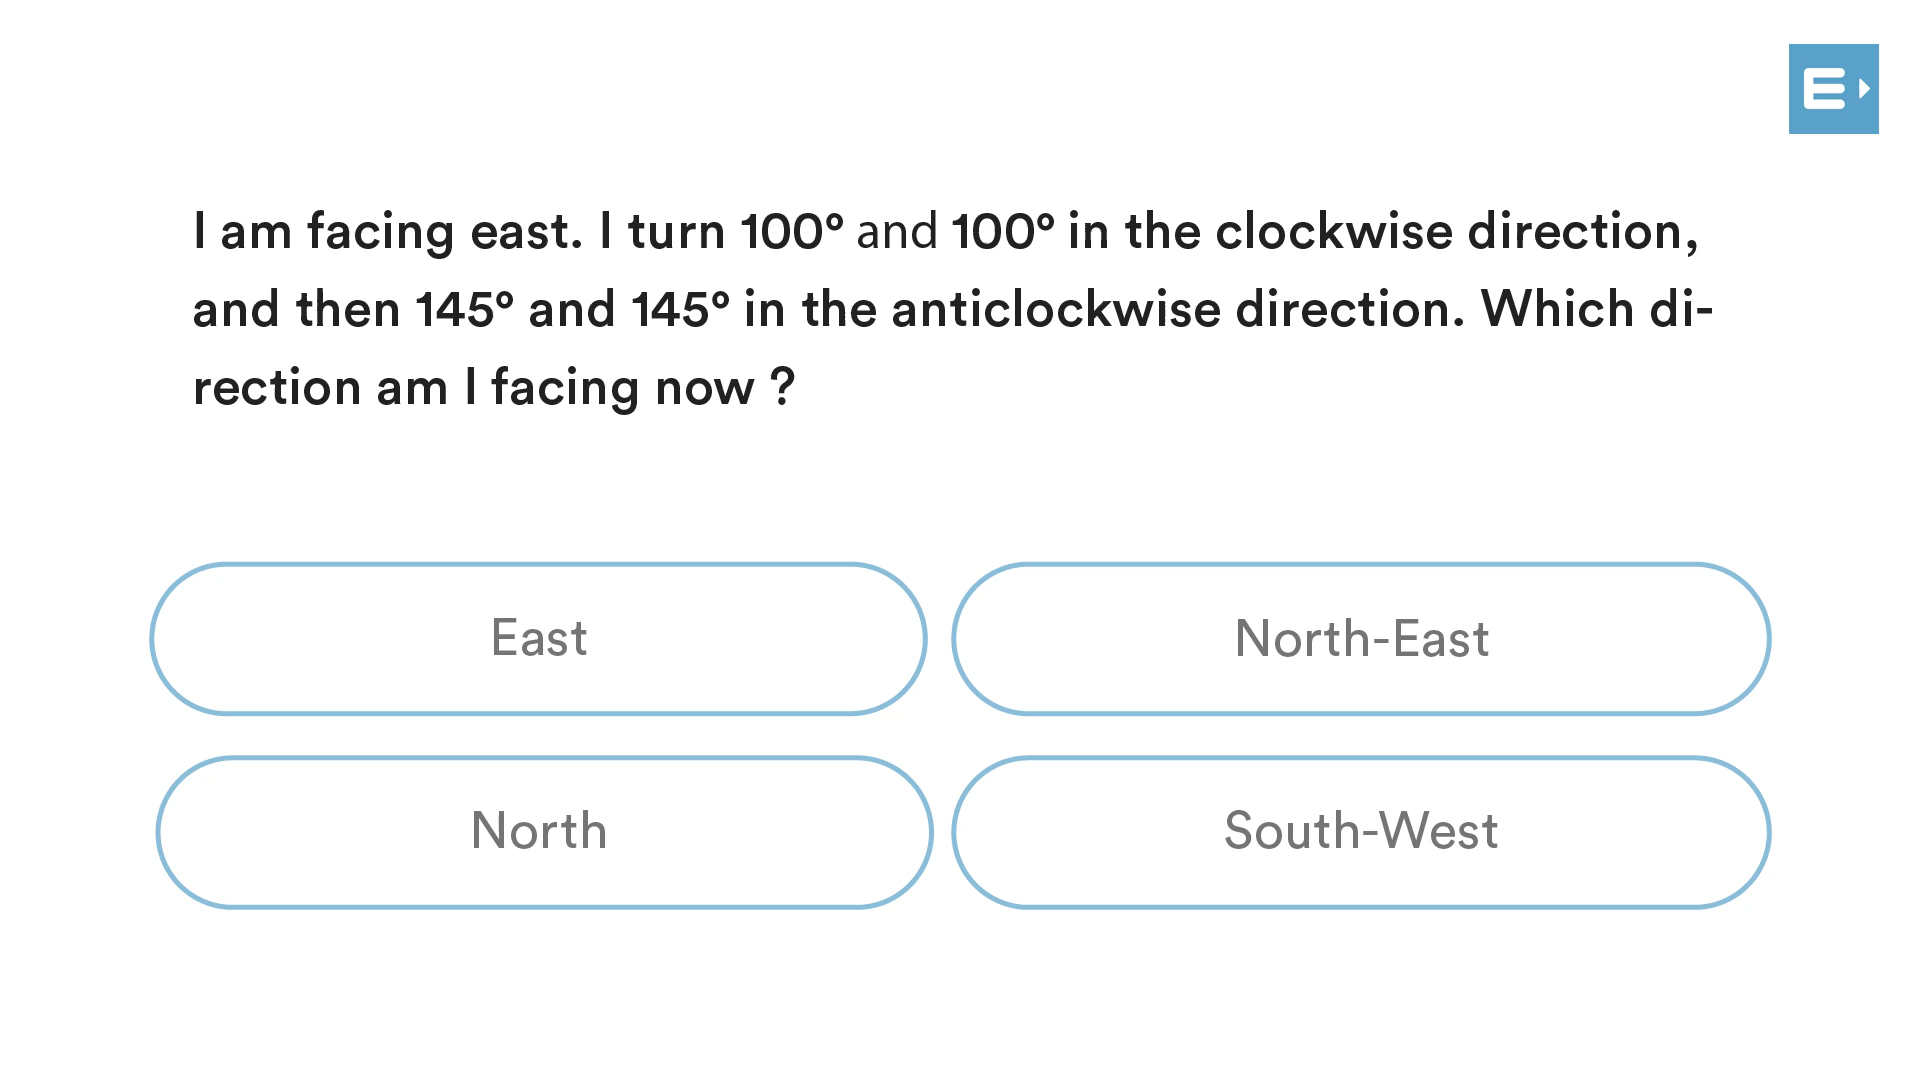 E
I am facing east. I turn 100° and 100° in the clockwise direction,
and then 145° and 145° in the anticlockwise direction. Which di-
rection am I facing now ?
East
North-East
North
South-West